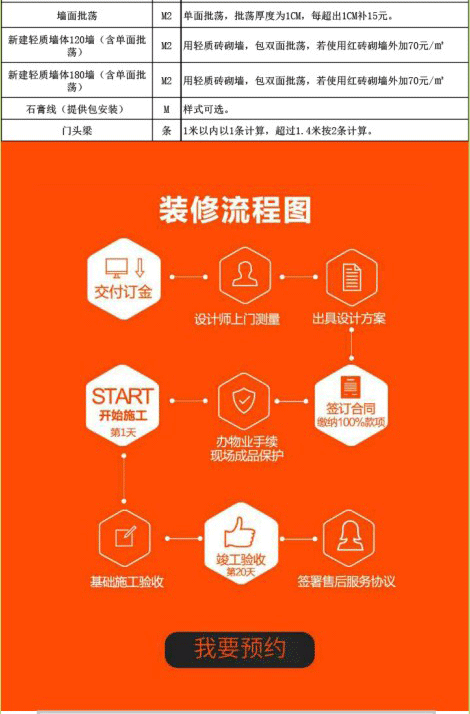 墙面批荡 M2 单面批荡，批荡厚度为1CM，每超出1CM补15元。
新建轻质墙体120墙（含单面批荡） M2 用轻质砖砌墙，包双面批荡，若使用红砖砌墙外加70元/㎡
新建轻质墙体180墙（含单面批荡） M2 用轻质砖砌墙，包双面批荡，若使用红砖砌墙外加70元/㎡
石膏线（提供包安装） M 样式可选。
门头梁 条 1米以内以1条计算，超过1.4米按2条计算。
装修流程图
交付订金
设计师上门测量
出具设计方案
START
开始施工
第1天
办物业手续
现场成品保护
签订合同
缴纳100%款项
基础施工验收
竣工验收
第20天
签署售后服务协议
我要预约